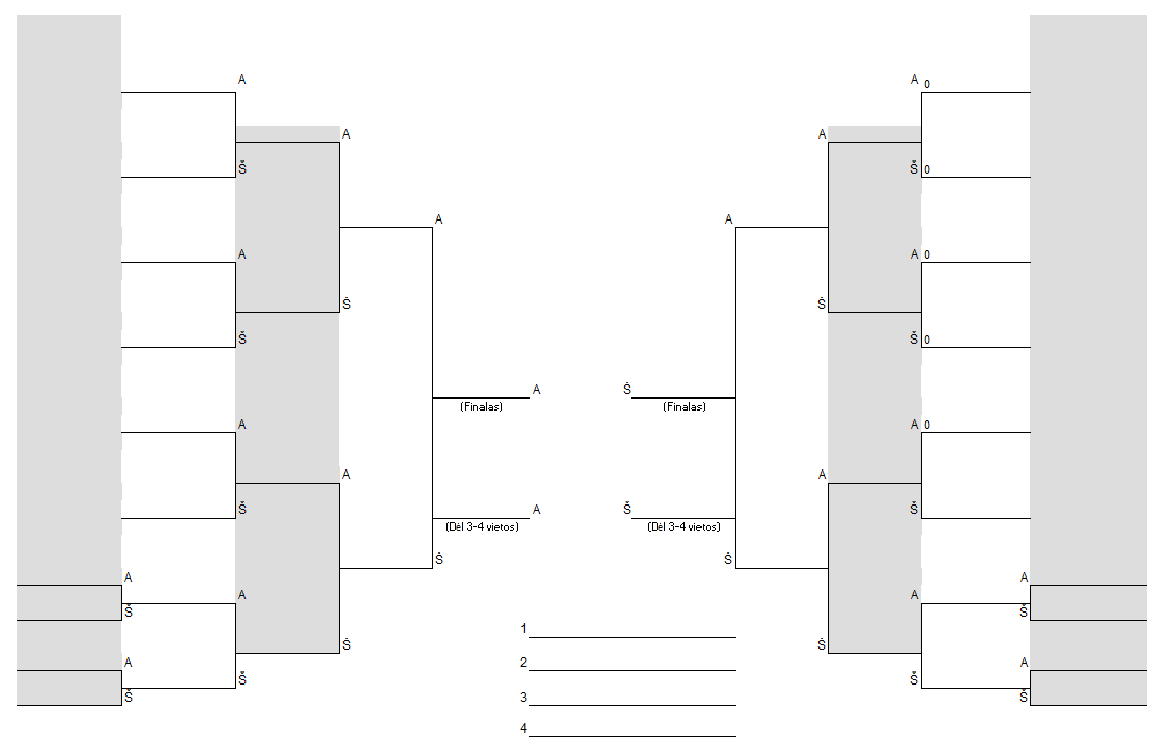 A A 0
A A
Š Š 0
A A
A A 0
Š Š
Š Š 0
A Š
(Finalas) (Finalas)
A A 0
A A
Š Š
A Š
(Dėl 3-4 vietos) (Dėl 3-4 vietos)
Š Š
A A
A A
Š Š
1
Š Š
A A
2
Š Š
Š Š
3
4